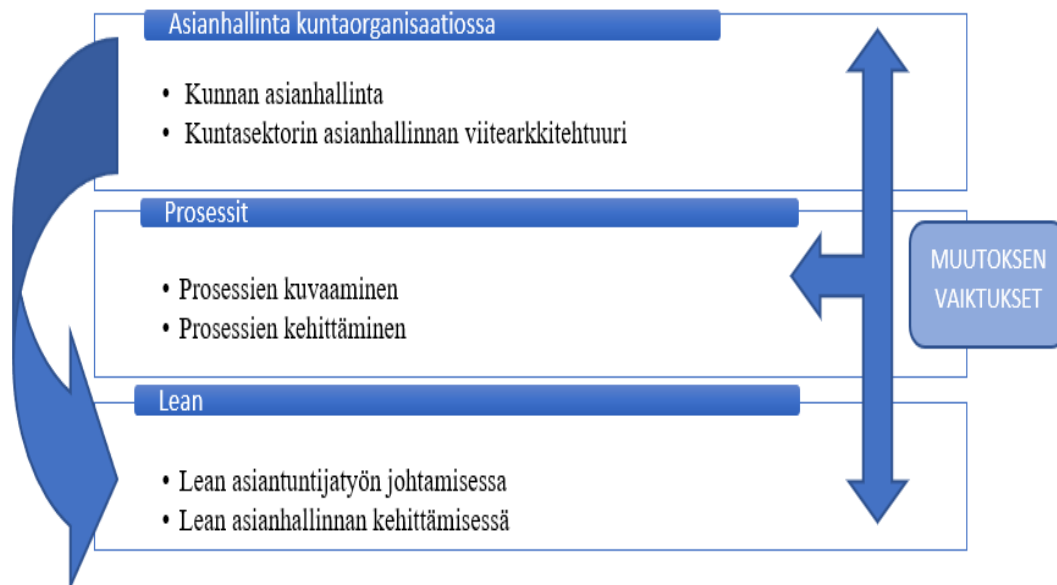 Asianhallinta kuntaorganisaatiossa
• Kunnan asianhallinta
• Kuntasektorin asianhallinnan viitearkkitehtuuri
Prosessit
• Prosessien kuvaaminen
• Prosessien kehittäminen
MUUTOKSEN
VAIKTUKSET
Lean
• Lean asiantuntijatyön johtamisessa
• Lean asianhallinnan kehittämisessä